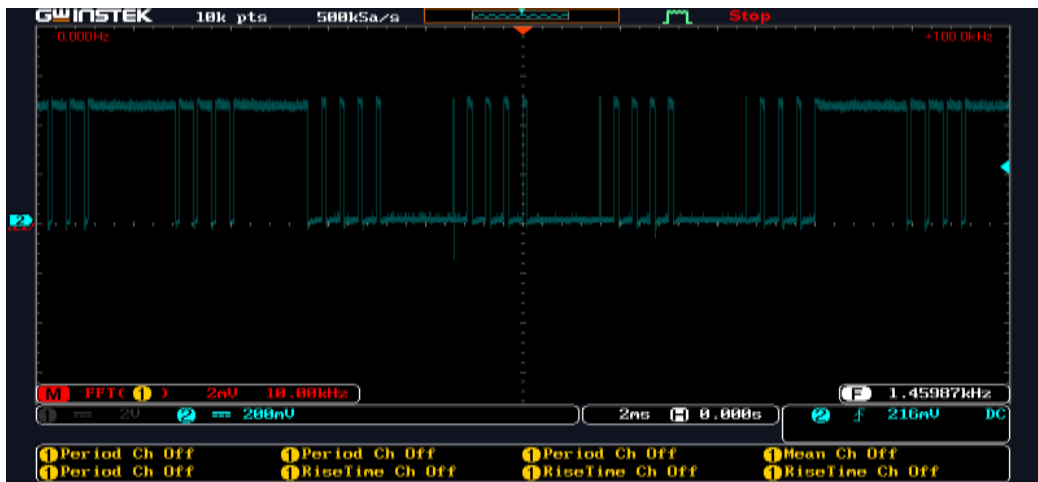 GWINSTEK 10k pts 500kSa/s Stop
0.000Hz +100.0kHz
2
M FFT( 1 ) 2mV 10.00kHz F 1.45987kHz
1 2V 2 200mV 2ms H 0.000s 2 216mV DC
1 Period Ch Off 1 Period Ch Off 1 Period Ch Off 1 Mean Ch Off
1 Period Ch Off 1 RiseTime Ch Off 1 RiseTime Ch Off 1 RiseTime Ch Off